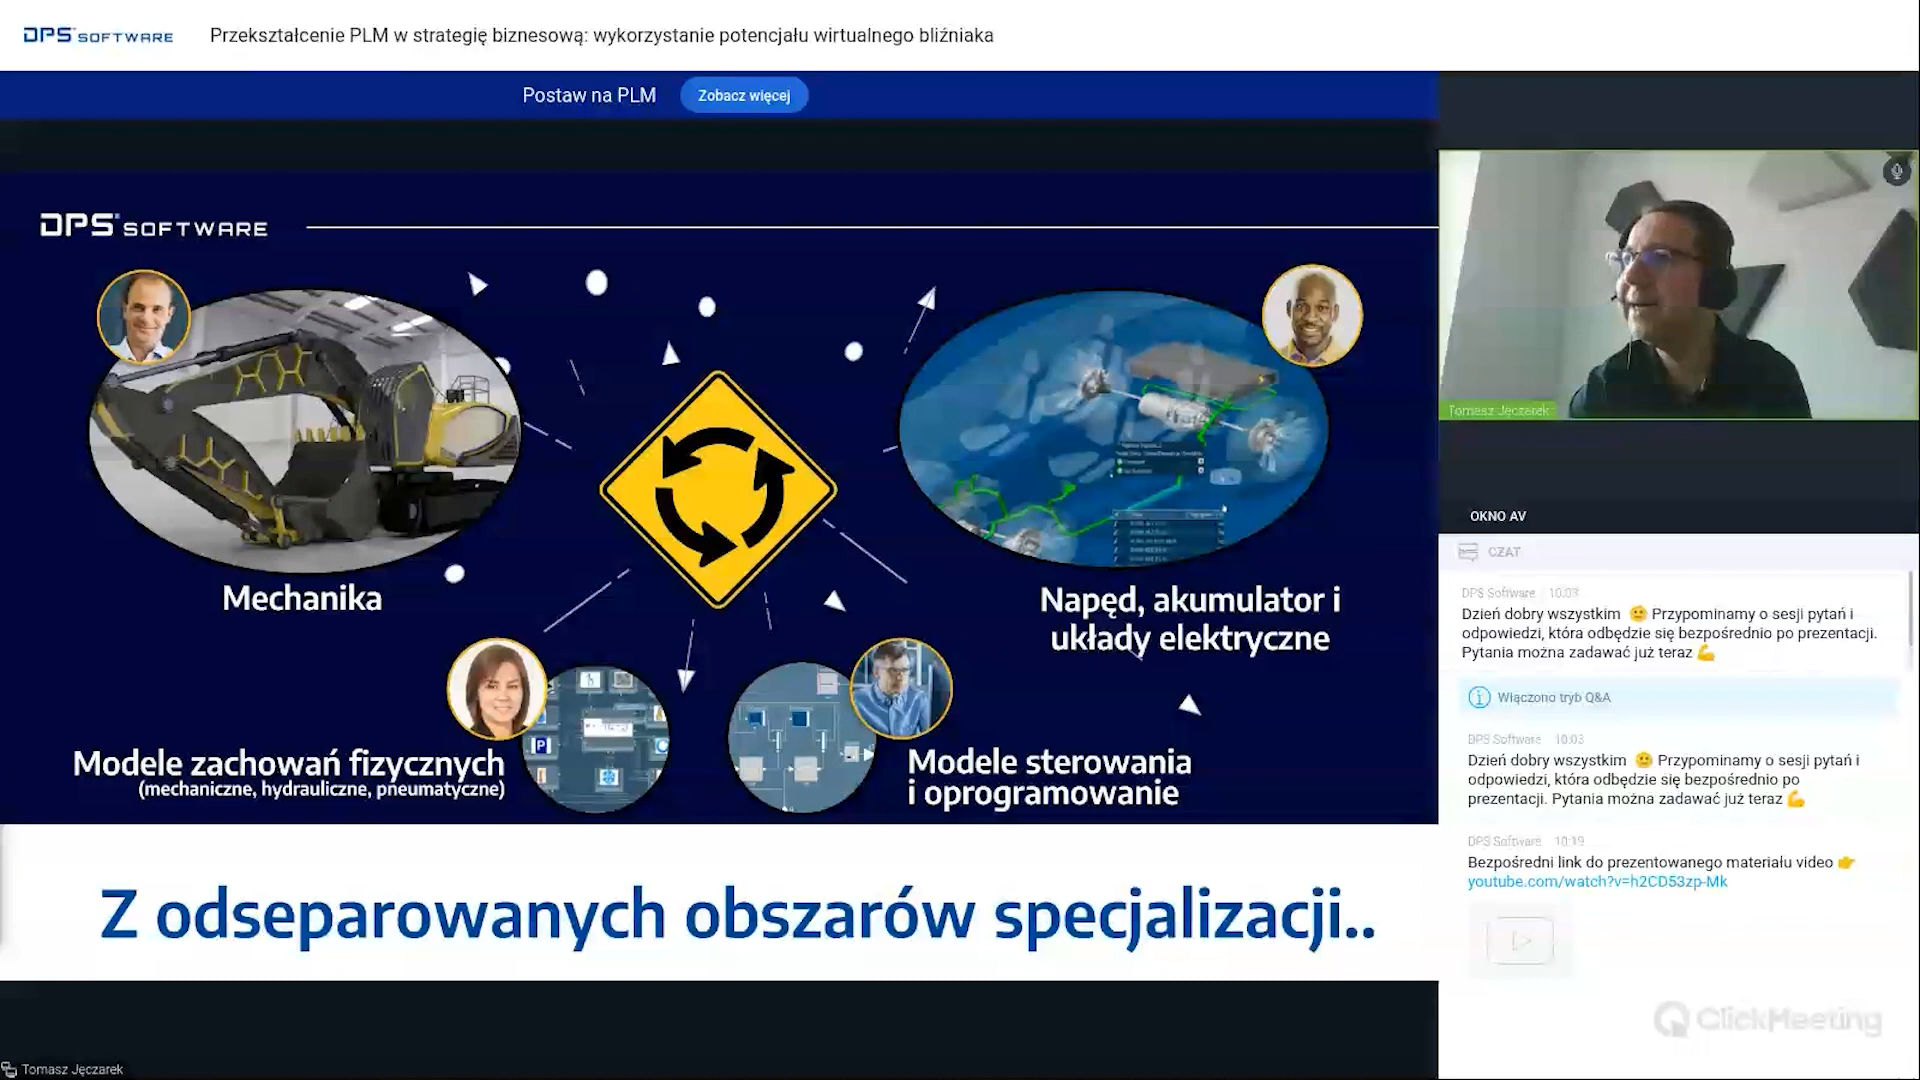 DPS SOFTWARE
Przekształcenie PLM w strategię biznesową: wykorzystanie potencjału wirtualnego bliźniaka
Postaw na PLM
Zobacz więcej
DPS SOFTWARE
Mechanika
Napęd, akumulator i
układy elektryczne
Modele zachowań fizycznych
(mechaniczne, hydrauliczne, pneumatyczne)
Modele sterowania
i oprogramowanie
P
Z odseparowanych obszarów specjalizacji..
Tomasz Jęczarek
Tomasz Jęczarek
OKNO AV
CZAT
DPS Software 10:03
Dzień dobry wszystkim 🫡 Przypominamy o sesji pytań i
odpowiedzi, która odbędzie się bezpośrednio po prezentacji.
Pytania można zadawać już teraz 💪
Włączono tryb Q&A
DPS Software 10:03
Dzień dobry wszystkim 🫡 Przypominamy o sesji pytań i
odpowiedzi, która odbędzie się bezpośrednio po
prezentacji. Pytania można zadawać już teraz 💪
DPS Software 10:19
Bezpośredni link do prezentowanego materiału video 👉
youtube.com/watch?v=h2CD53zp-Mk
ClickMeeting